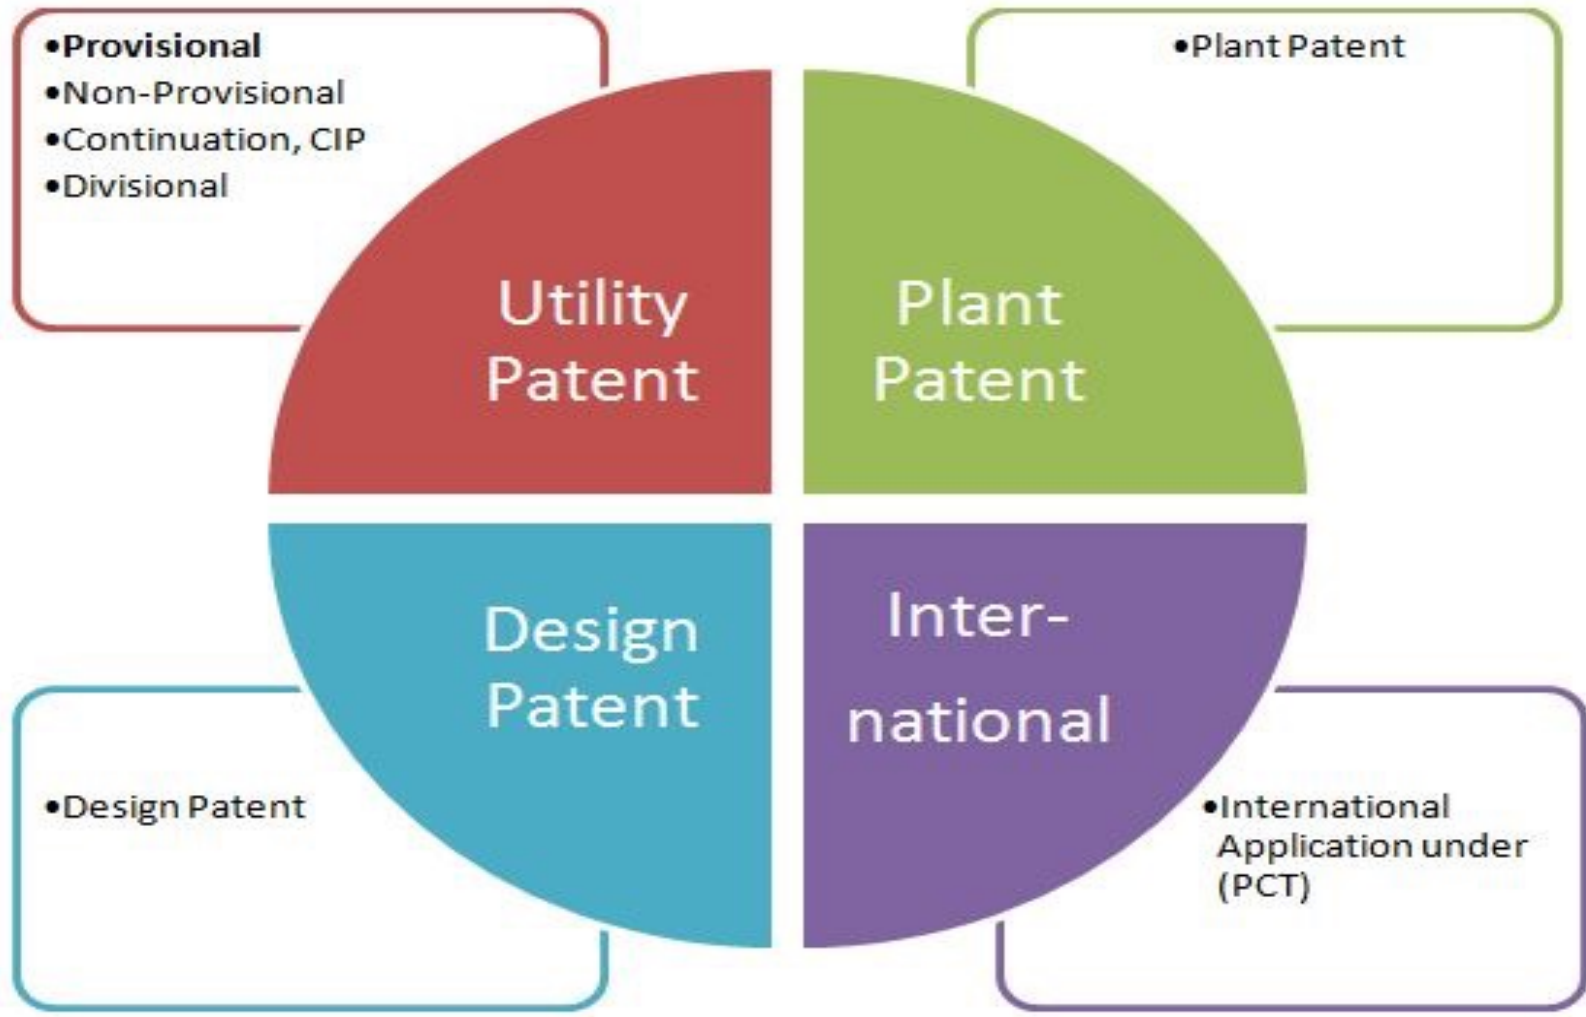 •Provisional
•Non-Provisional
•Continuation, CIP
•Divisional
•Plant Patent
Utility
Patent
Plant
Patent
Design
Patent
Inter-
national
•Design Patent
•International
Application under
(PCT)